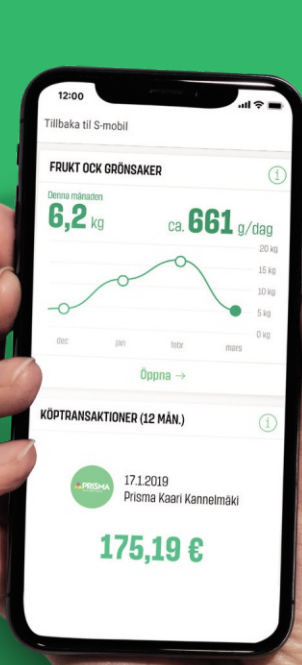 12:00
Tillbaka til S-mobil
FRUKT OCK GRÖNSAKER
i
Denna månaden
6,2 kg
ca. 661 g/dag
20 kg
15 kg
10 kg
5 kg
0 kg
dec jan febr mars
Öppna →
KÖPTRANSAKTIONER (12 MÅN.)
i
PRISMA
17.1.2019
Prisma Kaari Kannelmäki
175,19 €